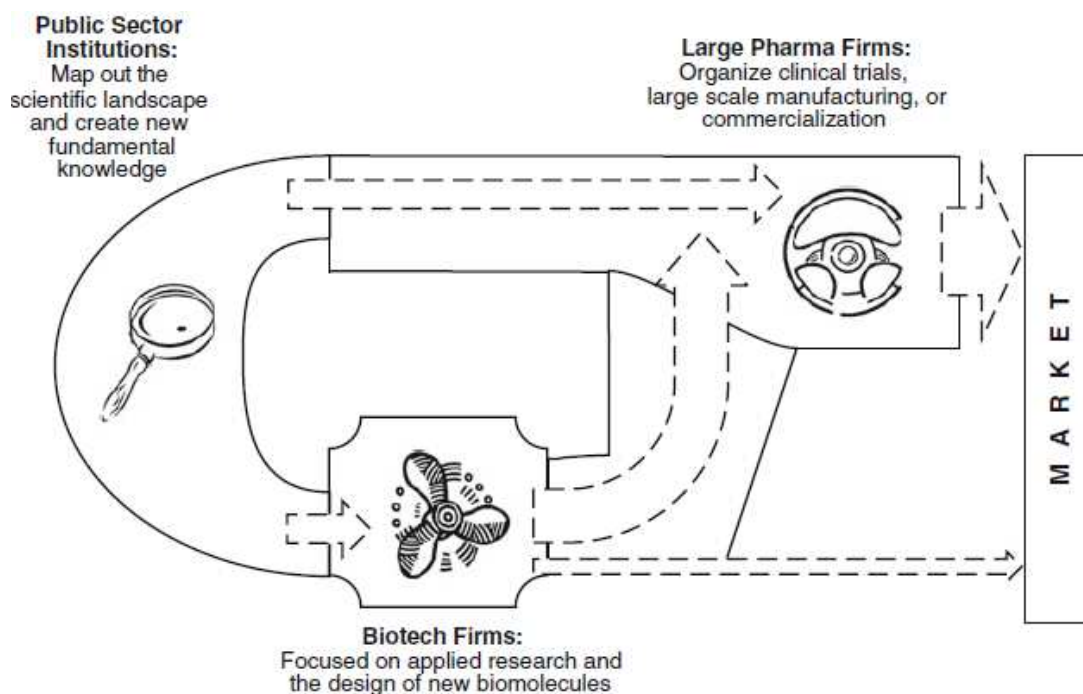 Public Sector
Institutions:
Map out the
scientific landscape
and create new
fundamental
knowledge
Large Pharma Firms:
Organize clinical trials,
large scale manufacturing, or
commercialization
MARKET
Biotech Firms:
Focused on applied research and
the design of new biomolecules